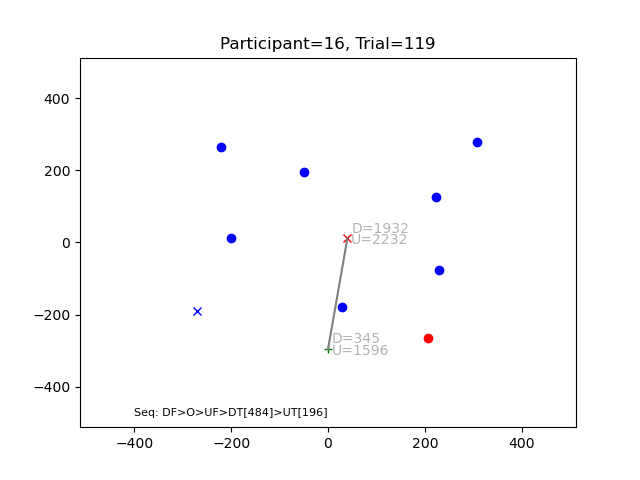 Participant=16, Trial=119
400
200
0
−200
−400
D=1932
U=2232
D=345
U=1596
Seq: DF>O>UF>DT[484]>UT[196]
−400
−200
0
200
400